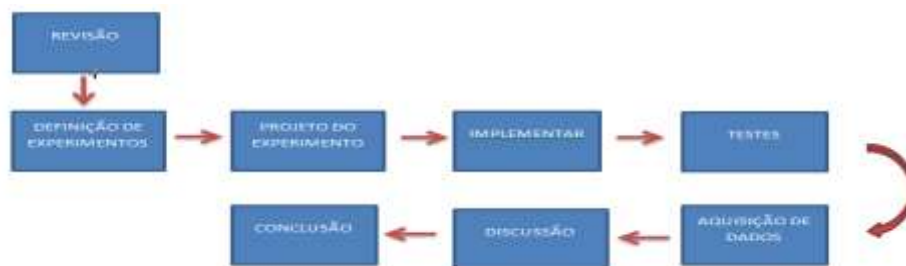 REVISÃO
DEFINIÇÃO DE
EXPERIMENTOS
PROJETO DO
EXPERIMENTO
IMPLEMENTAR
TESTES
AQUISIÇÃO DE
DADOS
DISCUSSÃO
CONCLUSÃO